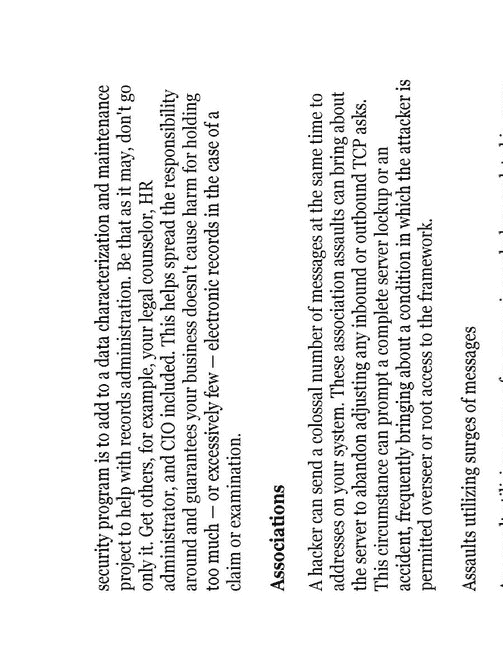 security program is to add to a data characterization and maintenance
project to help with records administration. Be that as it may, don't go
only it. Get others, for example, your legal counselor, HR
administrator, and CIO included. This helps spread the responsibility
around and guarantees your business doesn't cause harm for holding
too much – or excessively few – electronic records in the case of a
claim or examination.
Associations
A hacker can send a colossal number of messages at the same time to
addresses on your system. These association assaults can bring about
the server to abandon adjusting any inbound or outbound TCP asks.
This circumstance can prompt a complete server lockup or an
accident, frequently bringing about a condition in which the attacker is
permitted overseer or root access to the framework.
Assaults utilizing surges of messages